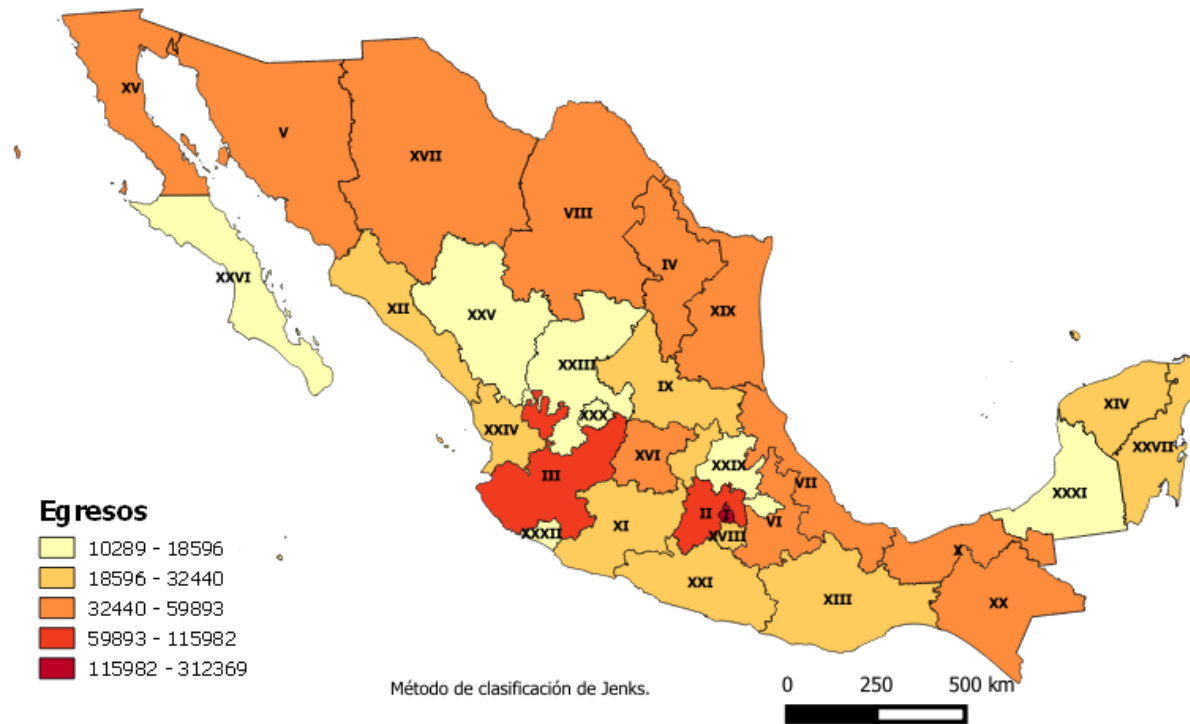 XV
V
XVII
VIII
IV
XIX
XXVI
XII
XXV
XXIII
IX
XXX
XXIV
XVI
III
XXIX
VII
II
I
VI
XI
XVIII
XXXII
XXI
XIII
X
XX
XIV
XXVII
XXXI
Egresos
10289 - 18596
18596 - 32440
32440 - 59893
59893 - 115982
115982 - 312369
Método de clasificación de Jenks.
0 250 500 km